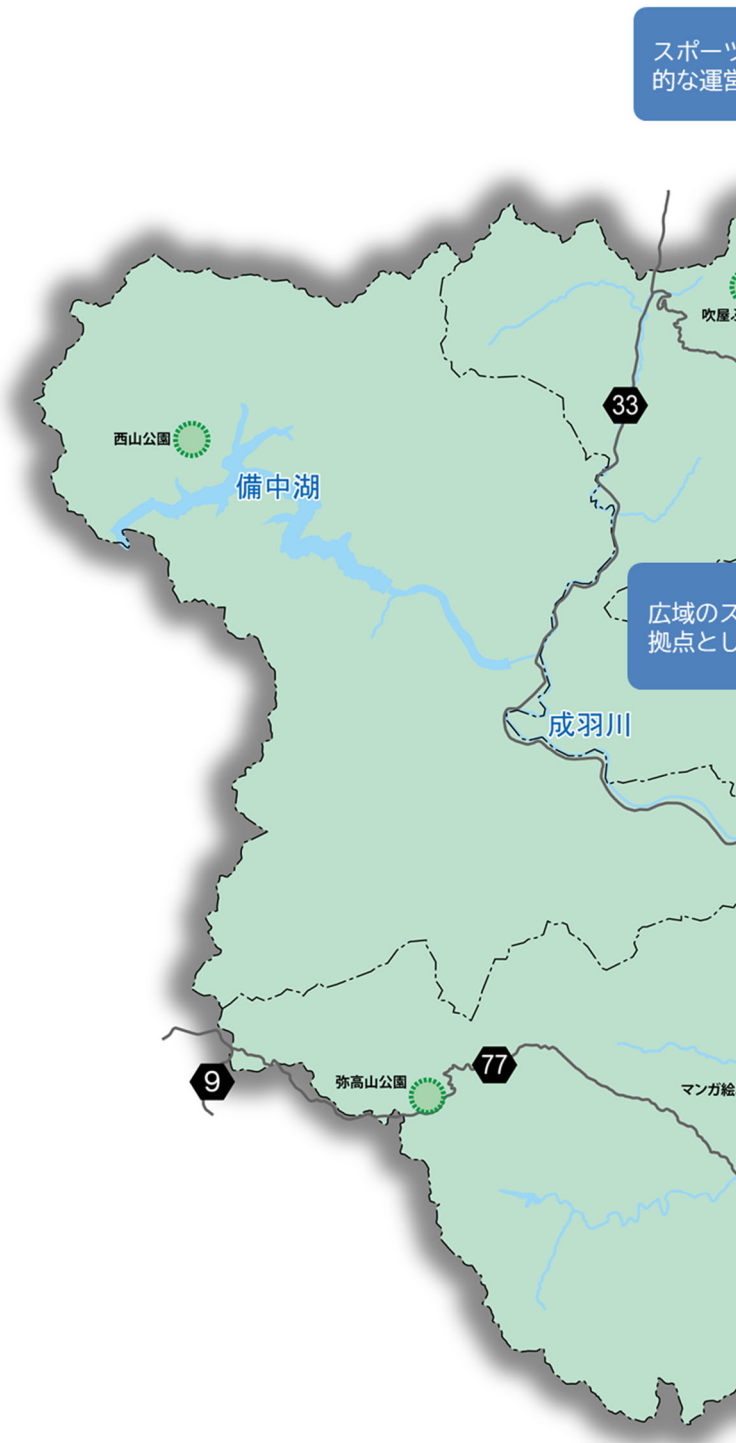 スポーツ
的な運営
吹屋ふ
33
西山公園
備中湖
広域のス
拠点とし
成羽川
77
9
弥高山公園
マンガ絵